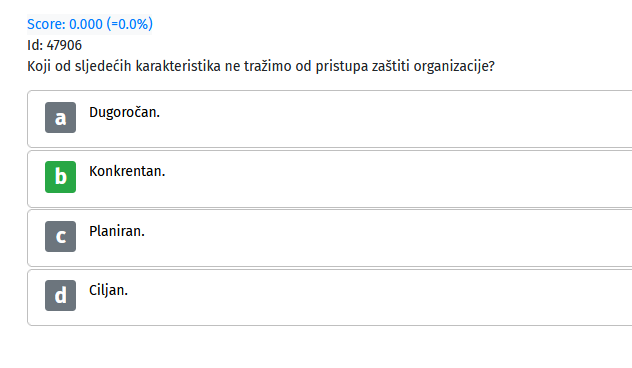 Score: 0.000 (=0.0%)
Id: 47906
Koji od sljedećih karakteristika ne tražimo od pristupa zaštiti organizacije?
a Dugoročan.
b Konkrentan.
c Planiran.
d Ciljan.